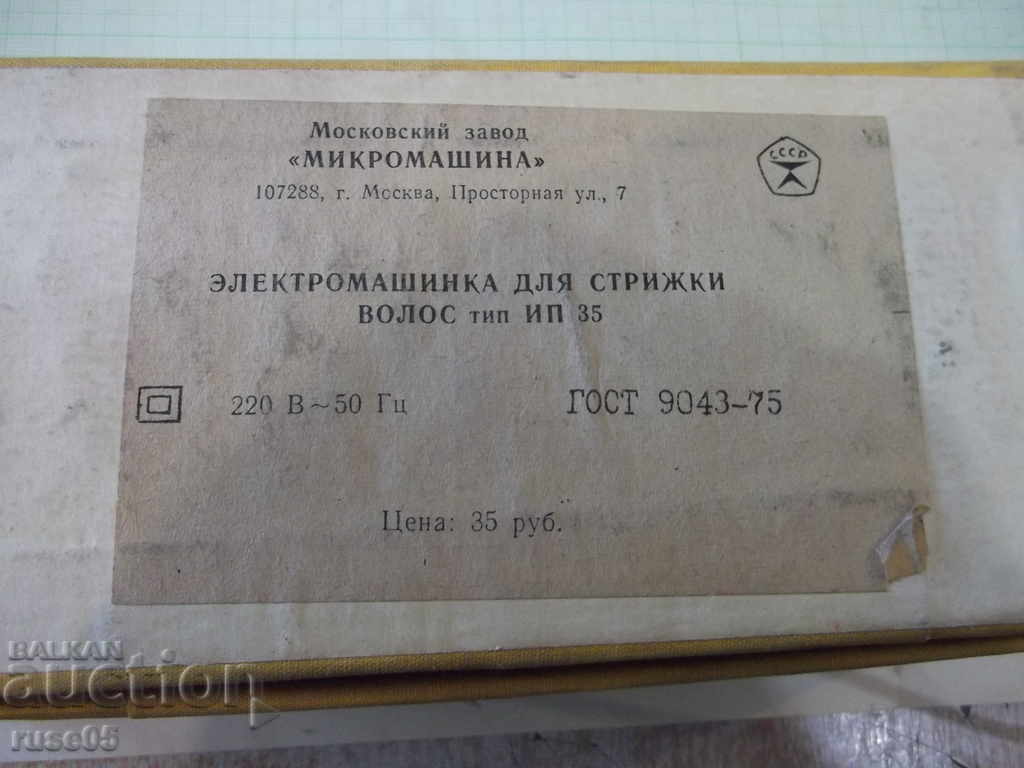 Московский завод
«МИКРОМАШИНА»
107288, г. Москва, Просторная ул., 7
СССР
ЭЛЕКТРОМАШИНКА ДЛЯ СТРИЖКИ
ВОЛОС тип ИП 35
220 В ~ 50 Гц
ГОСТ 9043-75
Цена: 35 руб.
BALKAN
auction
ruse05